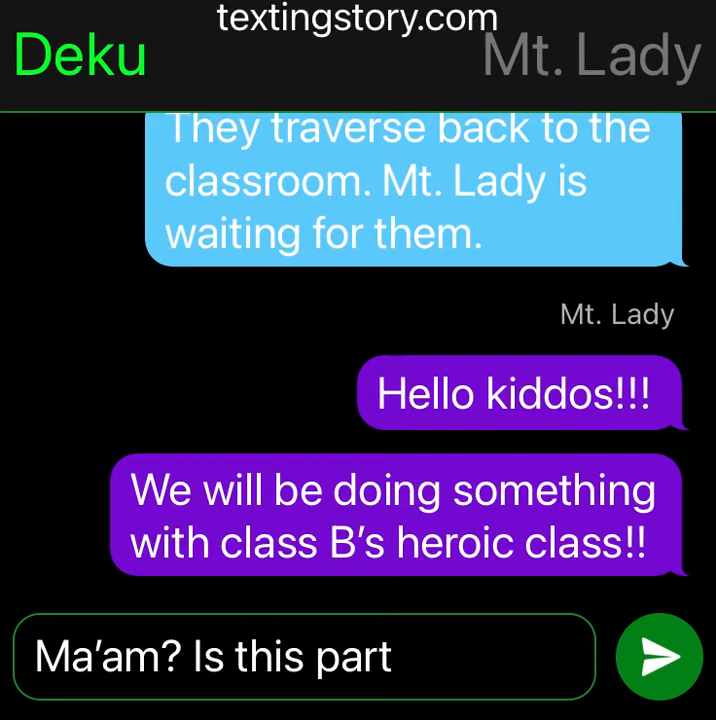 textingstory.com
Deku
Mt. Lady
They traverse back to the
classroom. Mt. Lady is
waiting for them.
Mt. Lady
Hello kiddos!!!
We will be doing something
with class B’s heroic class!!
Ma’am? Is this part